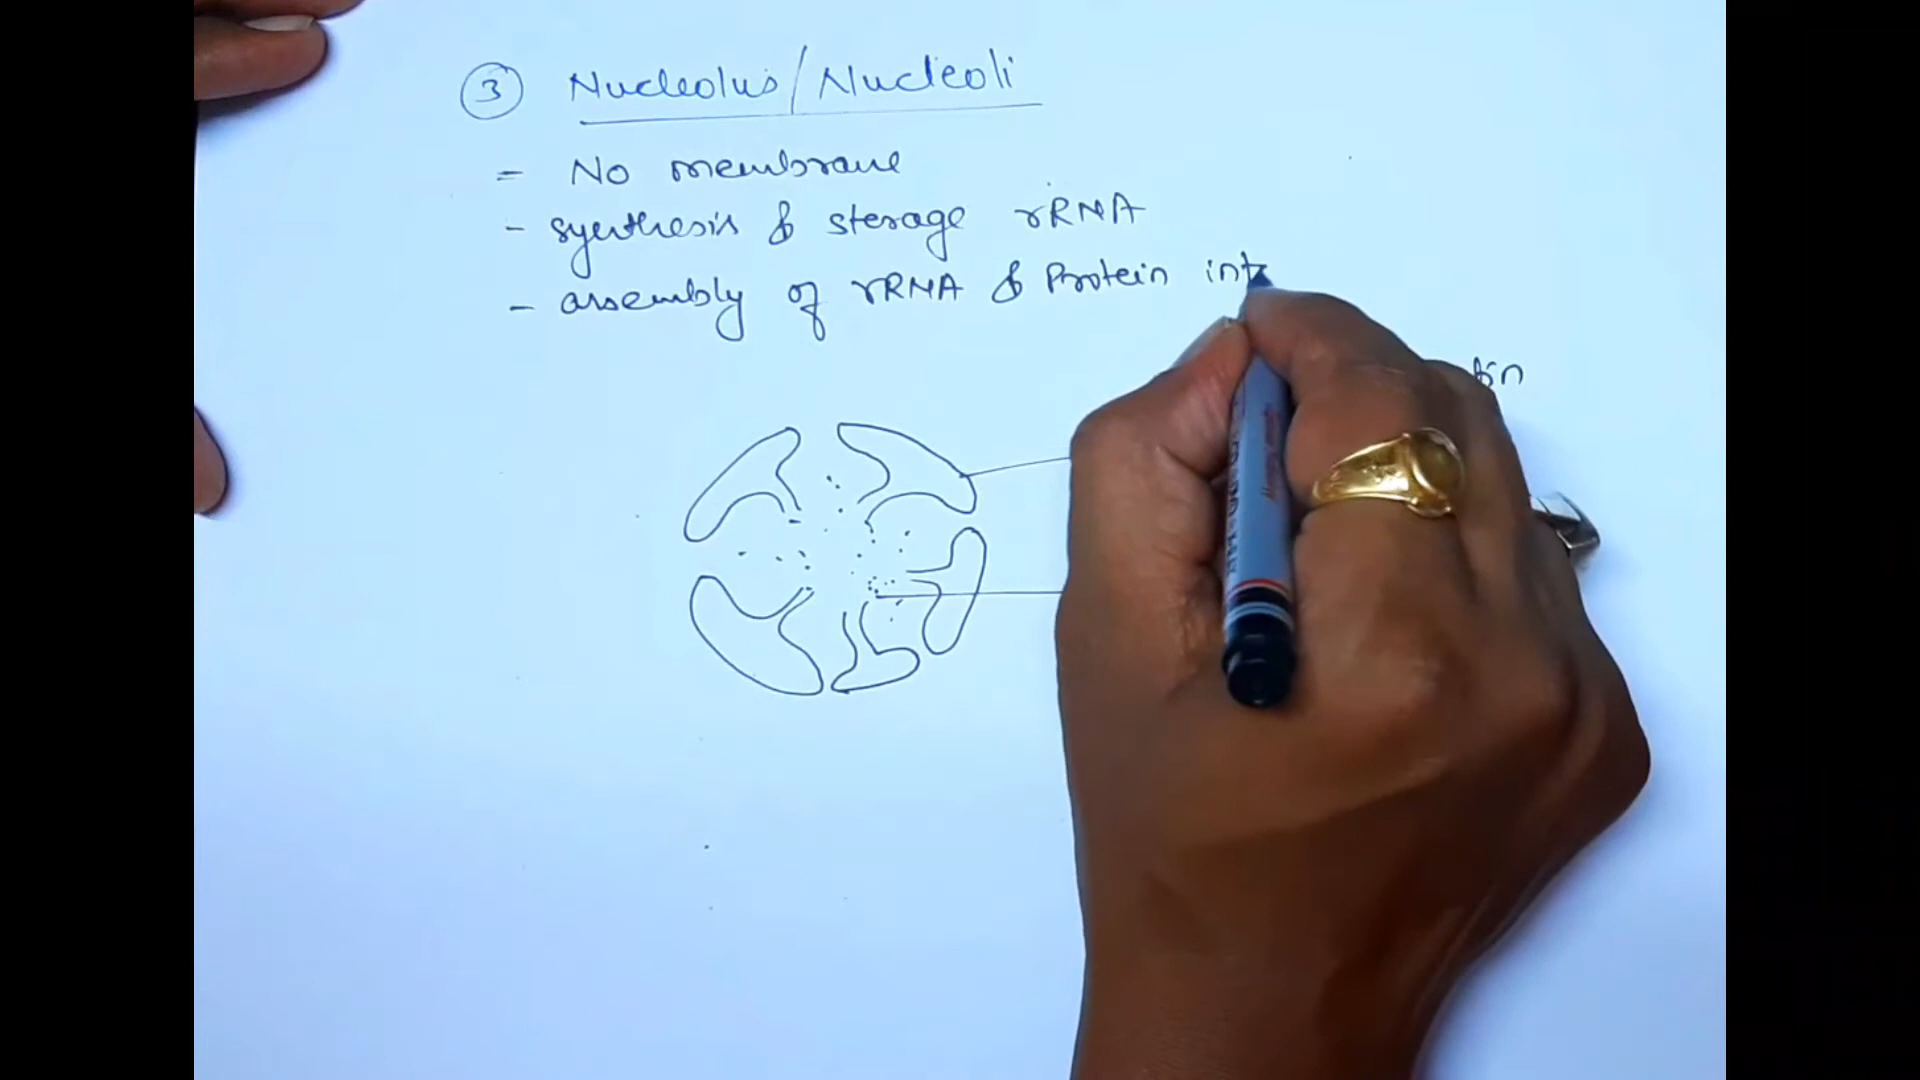 3 Nucleolus/Nucleoli
= No membrane
- synthesis & storage rRNA
- assembly of rRNA & Protein int